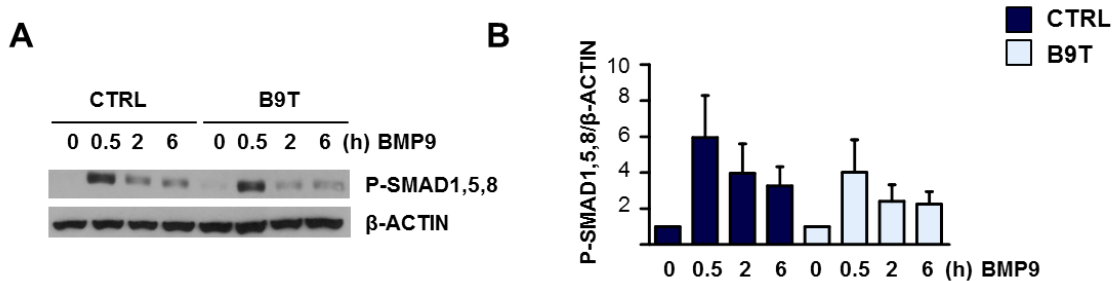 A
CTRL B9T
0 0.5 2 6 0 0.5 2 6 (h) BMP9
P-SMAD1,5,8
β-ACTIN
B
CTRL
B9T
P-SMAD1,5,8/β-ACTIN
10
8
6
4
2
0 0.5 2 6 0 0.5 2 6 (h) BMP9